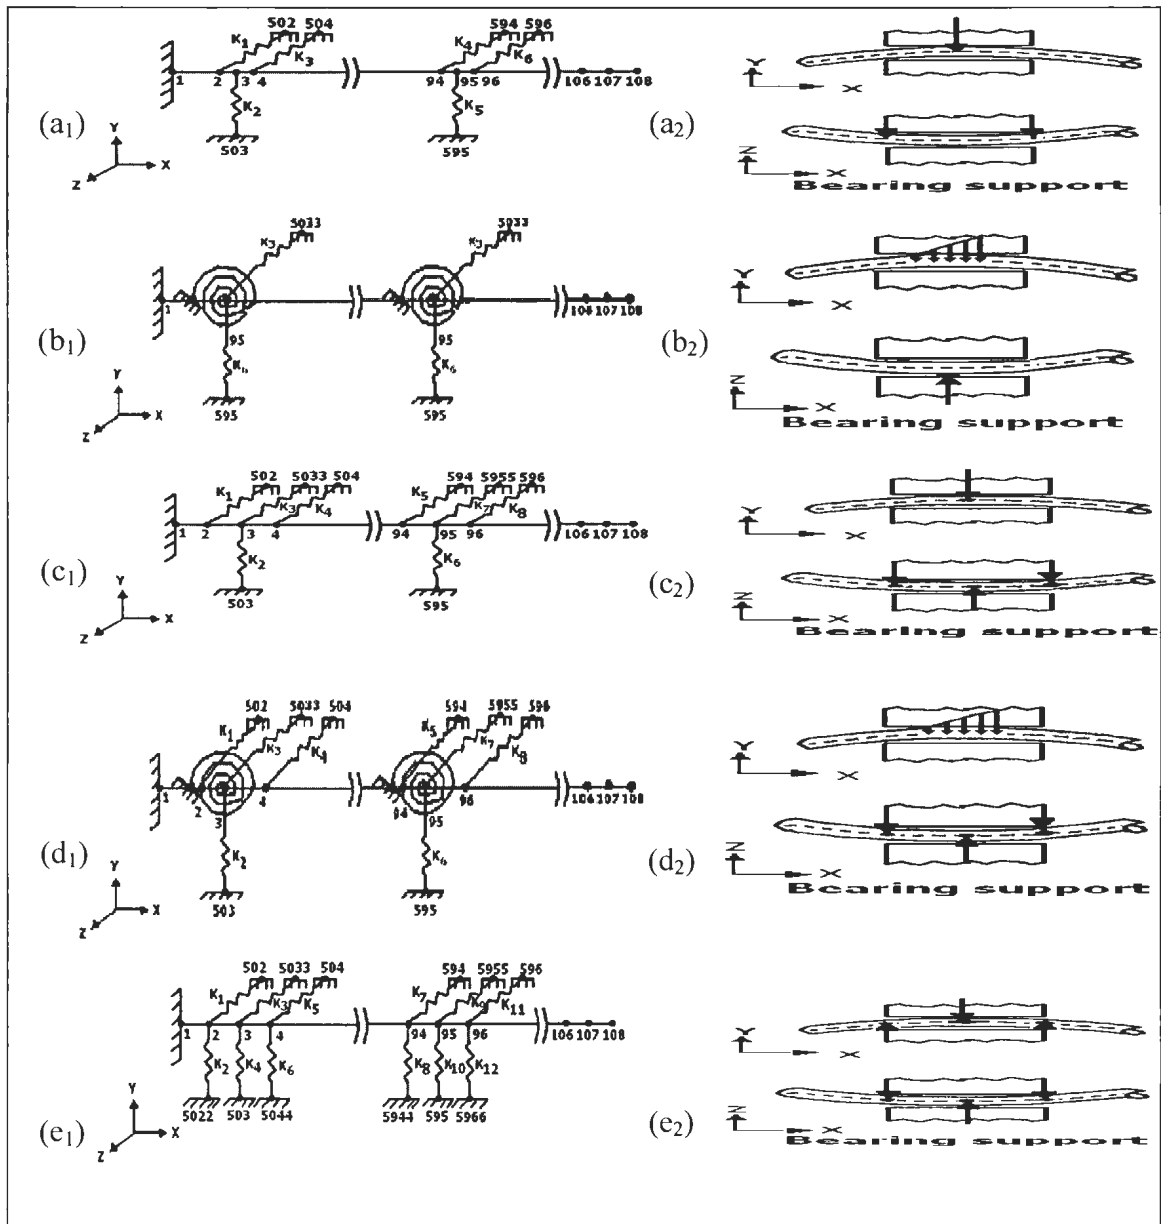 502 504 594 596
K1 K3 K4 K6
1 2 3 4 94 95 96 106 107 108
K2 K5
503 595
(a1)
Y
X
Z
(a2)
Y
X
N
X
Bearing support
5033 5033
K3 K3
1 106 107 108
95 95
K6 K6
595 595
(b1)
Y
X
Z
(b2)
Y
X
N
X
Bearing support
502 5033 504 594 5955 596
K1 K3 K4 K5 K7 K8
1 2 3 4 94 95 96 106 107 108
K2 K6
503 595
(c1)
Y
X
Z
(c2)
Y
X
N
X
Bearing support
502 5033 504 594 5955 596
K1 K3 K4 K5 K7 K8
1 2 3 4 94 95 96 106 107 108
K2 K6
503 595
(d1)
Y
X
Z
(d2)
Y
X
N
X
Bearing support
502 5033 504 594 5955 596
K1 K3 K5 K7 K9 K11
1 2 3 4 94 95 96 106 107 108
K2 K4 K6 K8 K10 K12
5022 503 5044 5944 595 5966
(e1)
Y
X
Z
(e2)
Y
X
N
X
Bearing support